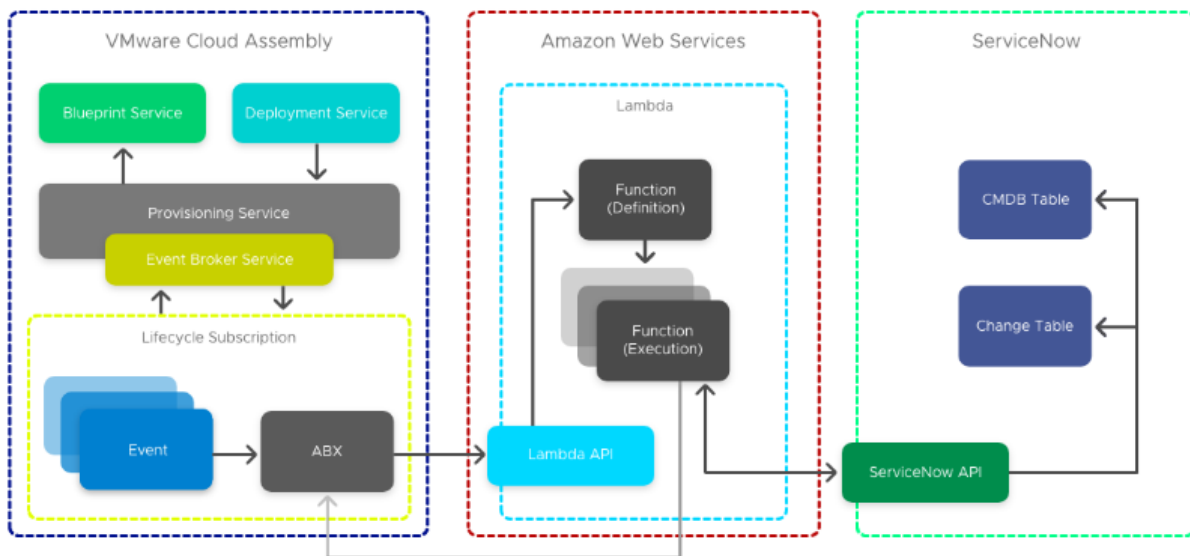 VMware Cloud Assembly
Blueprint Service
Deployment Service
Provisioning Service
Event Broker Service
Lifecycle Subscription
Event
ABX
Amazon Web Services
Lambda
Function
(Definition)
Function
(Execution)
Lambda API
ServiceNow
CMDB Table
Change Table
ServiceNow API